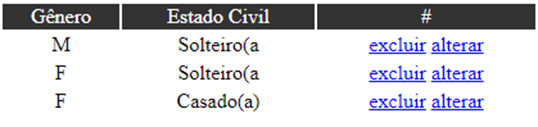 Gênero Estado Civil #
M Solteiro(a excluir alterar
F Solteiro(a excluir alterar
F Casado(a) excluir alterar